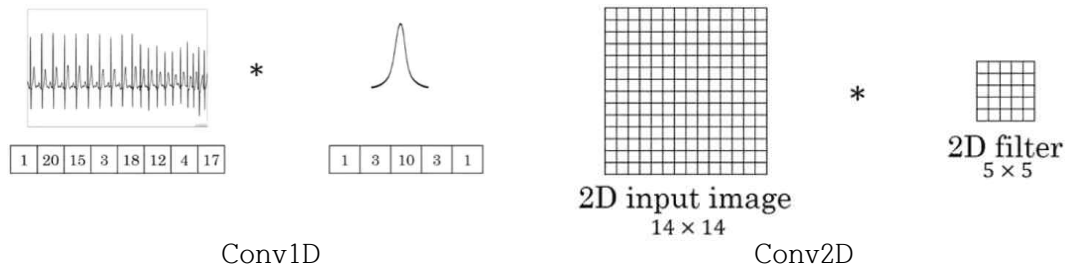 *
1 20 15 3 18 12 4 17
1 3 10 3 1
Conv1D
*
2D input image
14 × 14
2D filter
5 × 5
Conv2D